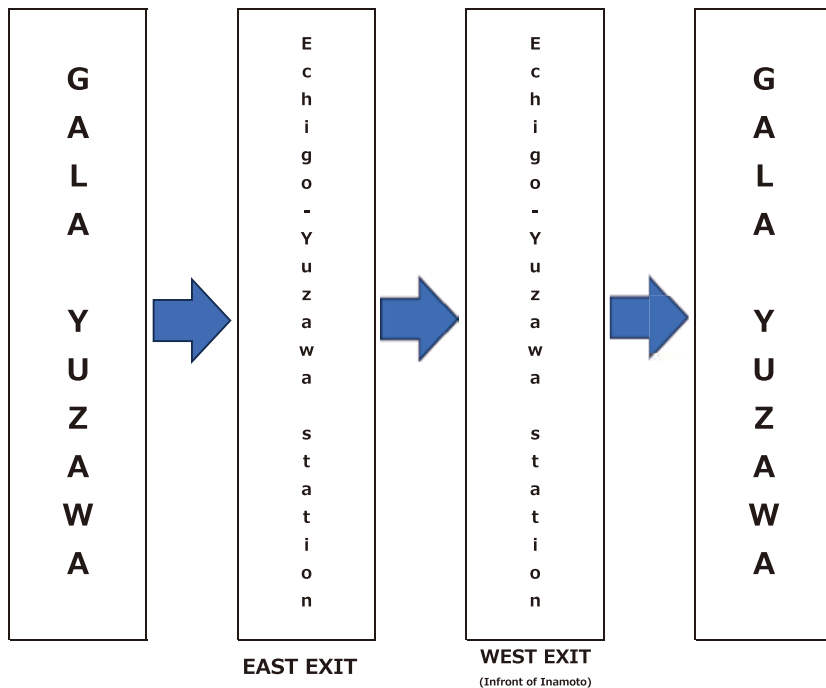 GALA YUZAWA
Echigo-Yuzawa station
Echigo-Yuzawa station
GALA YUZAWA
EAST EXIT
WEST EXIT
(Infront of Inamoto)